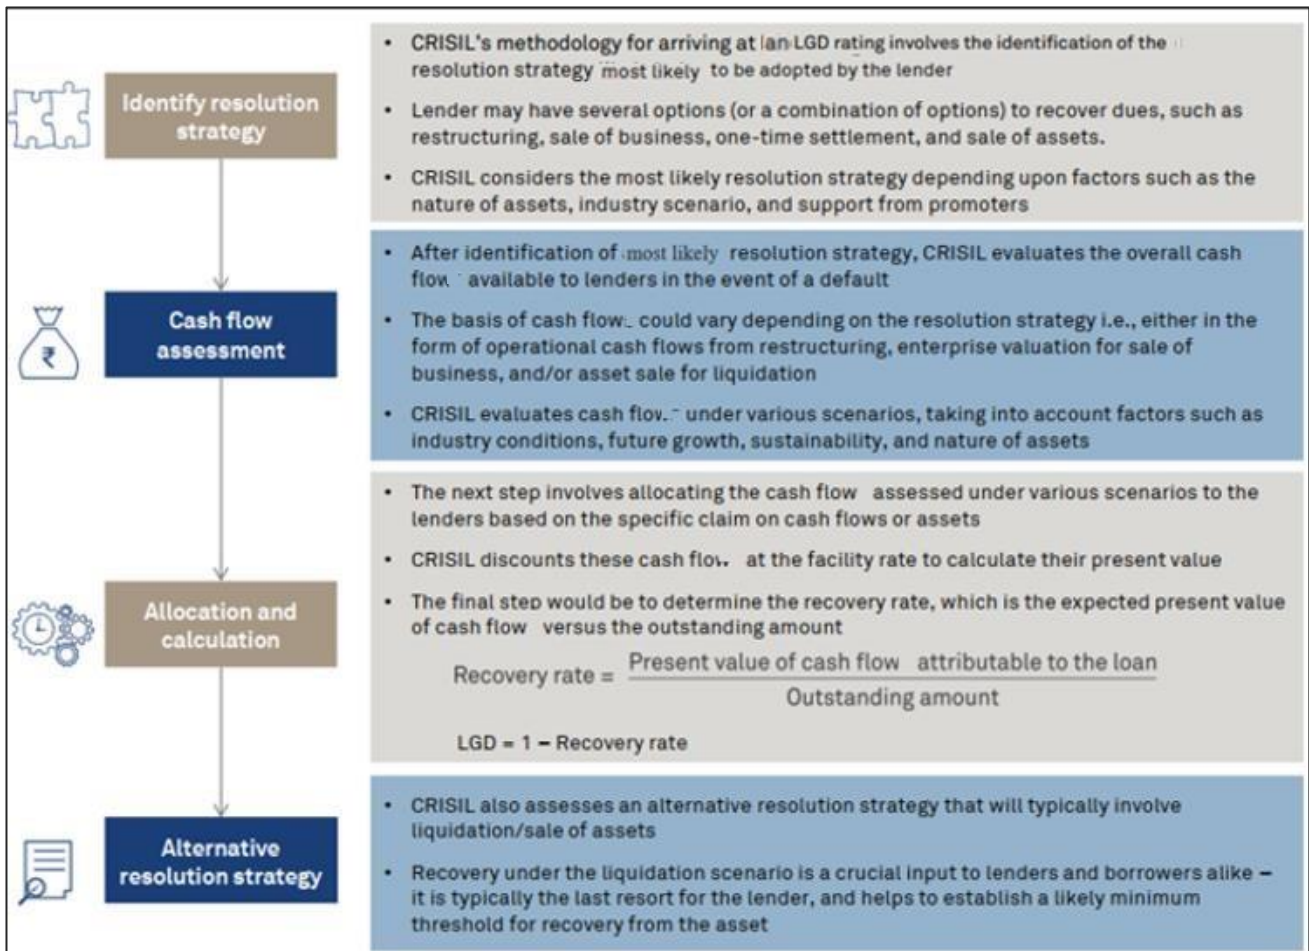 Identify resolution
strategy
• CRISIL's methodology for arriving at an LGD rating involves the identification of the
resolution strategy most likely to be adopted by the lender
• Lender may have several options (or a combination of options) to recover dues, such as
restructuring, sale of business, one-time settlement, and sale of assets.
• CRISIL considers the most likely resolution strategy depending upon factors such as the
nature of assets, industry scenario, and support from promoters
₹
Cash flow
assessment
• After identification of most likely resolution strategy, CRISIL evaluates the overall cash
flow available to lenders in the event of a default
• The basis of cash flow could vary depending on the resolution strategy i.e., either in the
form of operational cash flows from restructuring, enterprise valuation for sale of
business, and/or asset sale for liquidation
• CRISIL evaluates cash flow under various scenarios, taking into account factors such as
industry conditions, future growth, sustainability, and nature of assets
Allocation and
calculation
• The next step involves allocating the cash flow assessed under various scenarios to the
lenders based on the specific claim on cash flows or assets
• CRISIL discounts these cash flow at the facility rate to calculate their present value
• The final step would be to determine the recovery rate, which is the expected present value
of cash flow versus the outstanding amount
Recovery rate = Present value of cash flow attributable to the loan
Outstanding amount
LGD = 1 – Recovery rate
Alternative
resolution strategy
• CRISIL also assesses an alternative resolution strategy that will typically involve
liquidation/sale of assets
• Recovery under the liquidation scenario is a crucial input to lenders and borrowers alike –
it is typically the last resort for the lender, and helps to establish a likely minimum
threshold for recovery from the asset